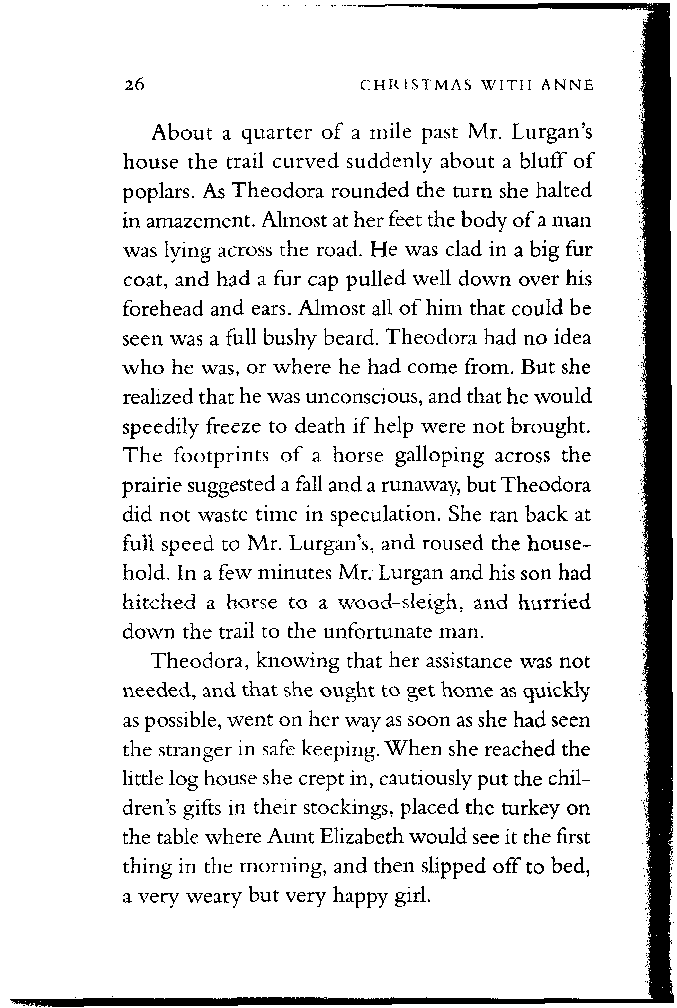 26 CHRISTMAS WITH ANNE
About a quarter of a mile past Mr. Lurgan's
house the trail curved suddenly about a bluff of
poplars. As Theodora rounded the turn she halted
in amazement. Almost at her feet the body of a man
was lying across the road. He was clad in a big fur
coat, and had a fur cap pulled well down over his
forehead and ears. Almost all of him that could be
seen was a full bushy beard. Theodora had no idea
who he was, or where he had come from. But she
realized that he was unconscious, and that he would
speedily freeze to death if help were not brought.
The footprints of a horse galloping across the
prairie suggested a fall and a runaway, but Theodora
did not waste time in speculation. She ran back at
full speed to Mr. Lurgan's, and roused the house-
hold. In a few minutes Mr. Lurgan and his son had
hitched a horse to a wood-sleigh, and hurried
down the trail to the unfortunate man.
Theodora, knowing that her assistance was not
needed, and that she ought to get home as quickly
as possible, went on her way as soon as she had seen
the stranger in safe keeping. When she reached the
little log house she crept in, cautiously put the chil-
dren's gifts in their stockings, placed the turkey on
the table where Aunt Elizabeth would see it the first
thing in the morning, and then slipped off to bed,
a very weary but very happy girl.